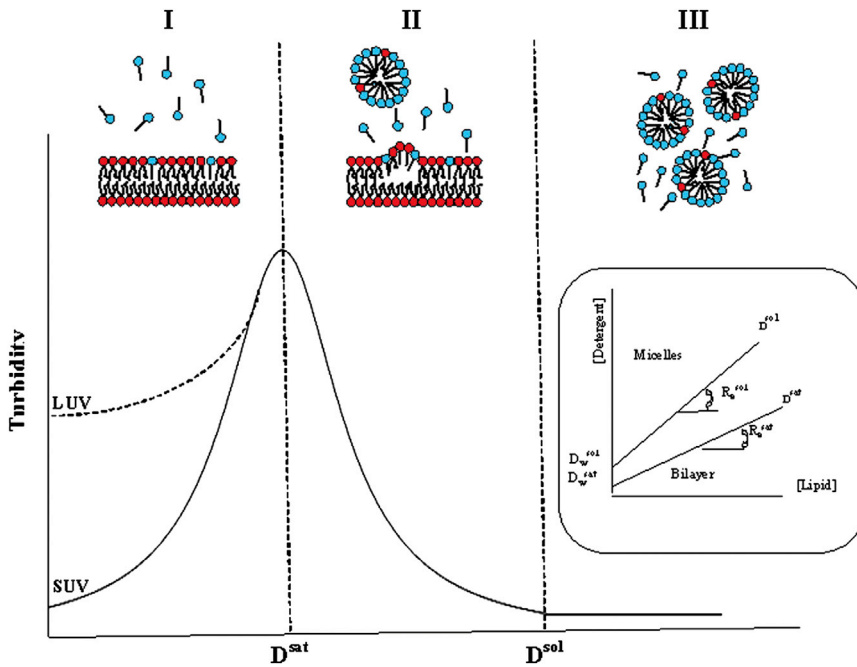 I II III
Turbidity
LUV
SUV
D^sat D^sol
[Detergent]
Micelles
D^sol
R_e^sol
D^sat
R_e^sat
D_w^sol
D_w^sat
Bilayer
[Lipid]